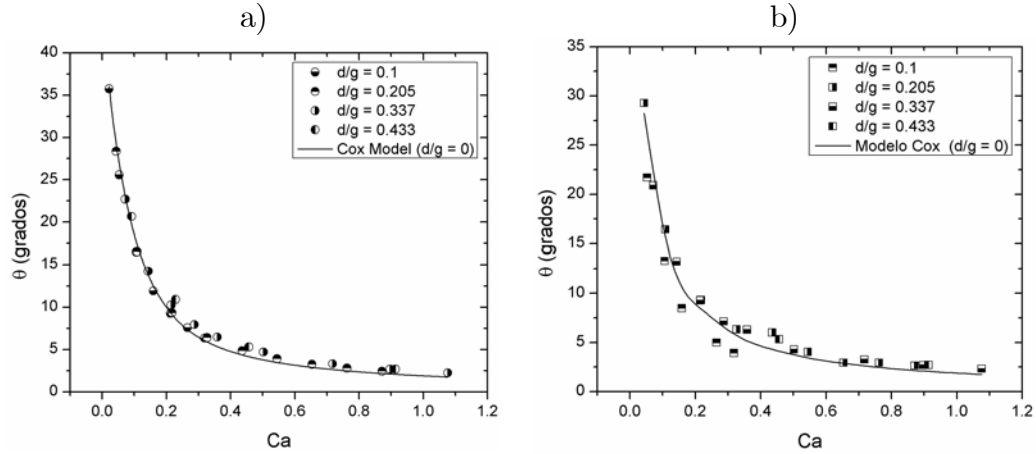 a)
40
35
30
25
20
15
10
5
0
θ (grados)
0.0 0.2 0.4 0.6 0.8 1.0 1.2
Ca
d/g = 0.1
d/g = 0.205
d/g = 0.337
d/g = 0.433
Cox Model (d/g = 0)
b)
35
30
25
20
15
10
5
0
θ (grados)
0.0 0.2 0.4 0.6 0.8 1.0 1.2
Ca
d/g = 0.1
d/g = 0.205
d/g = 0.337
d/g = 0.433
Modelo Cox (d/g = 0)